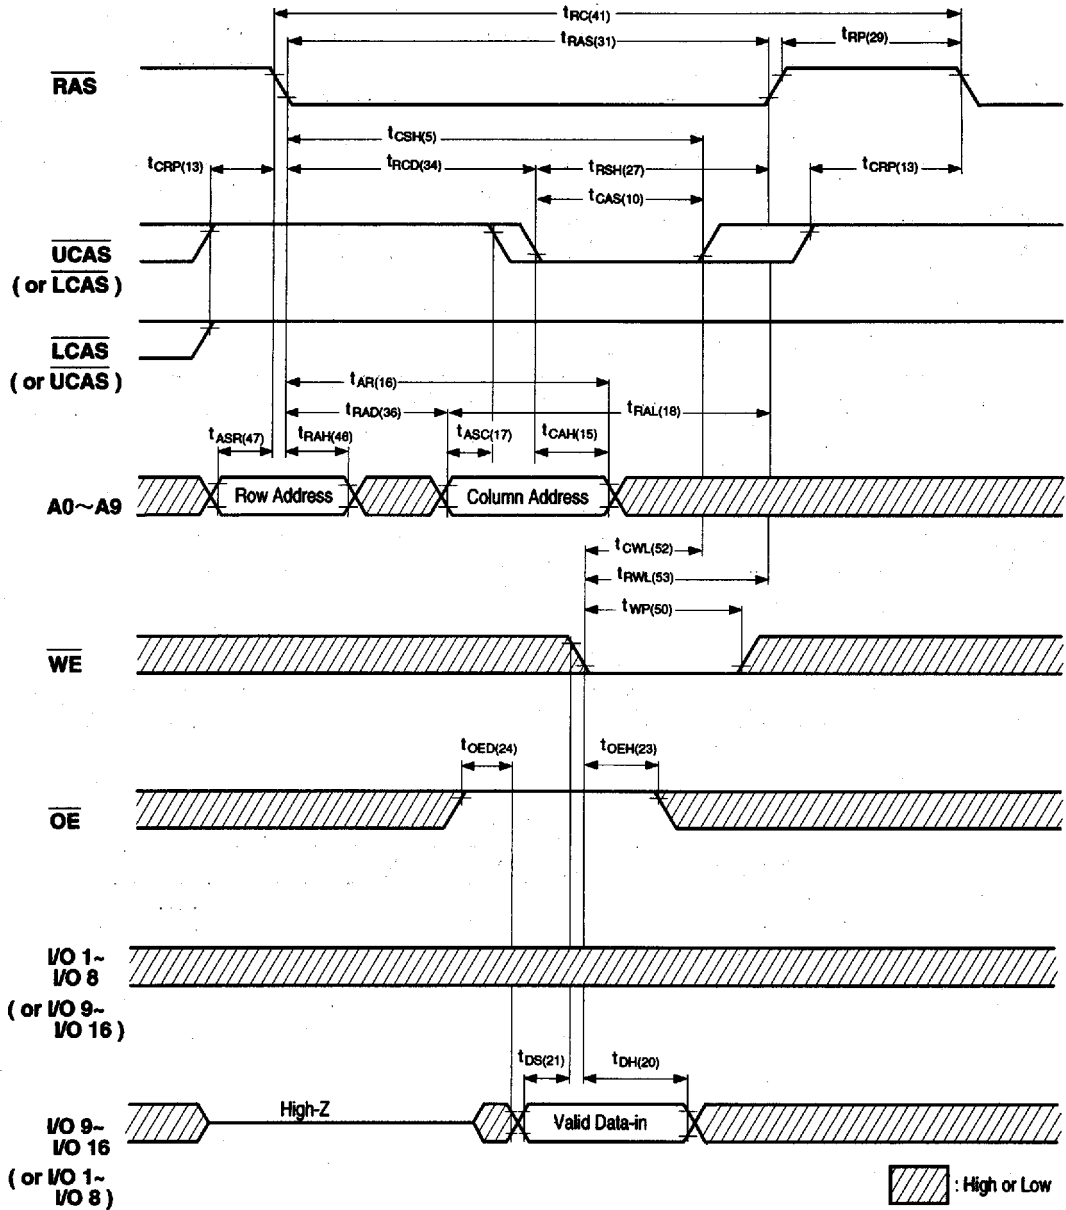 tRC(41)
tRAS(31)
tRP(29)
RAS
tCSH(5)
tCRP(13)
tRCD(34)
tRSH(27)
tCRP(13)
tCAS(10)
UCAS
( or LCAS )
LCAS
( or UCAS )
tAR(16)
tRAD(36)
tRAL(18)
tASR(47)
tRAH(46)
tASC(17)
tCAH(15)
A0~A9
Row Address
Column Address
tCWL(52)
tRWL(53)
tWP(50)
WE
tOED(24)
tOEH(23)
OE
I/O 1~
I/O 8
( or I/O 9~
I/O 16 )
tDS(21)
tDH(20)
I/O 9~
I/O 16
( or I/O 1~
I/O 8 )
High-Z
Valid Data-in
: High or Low